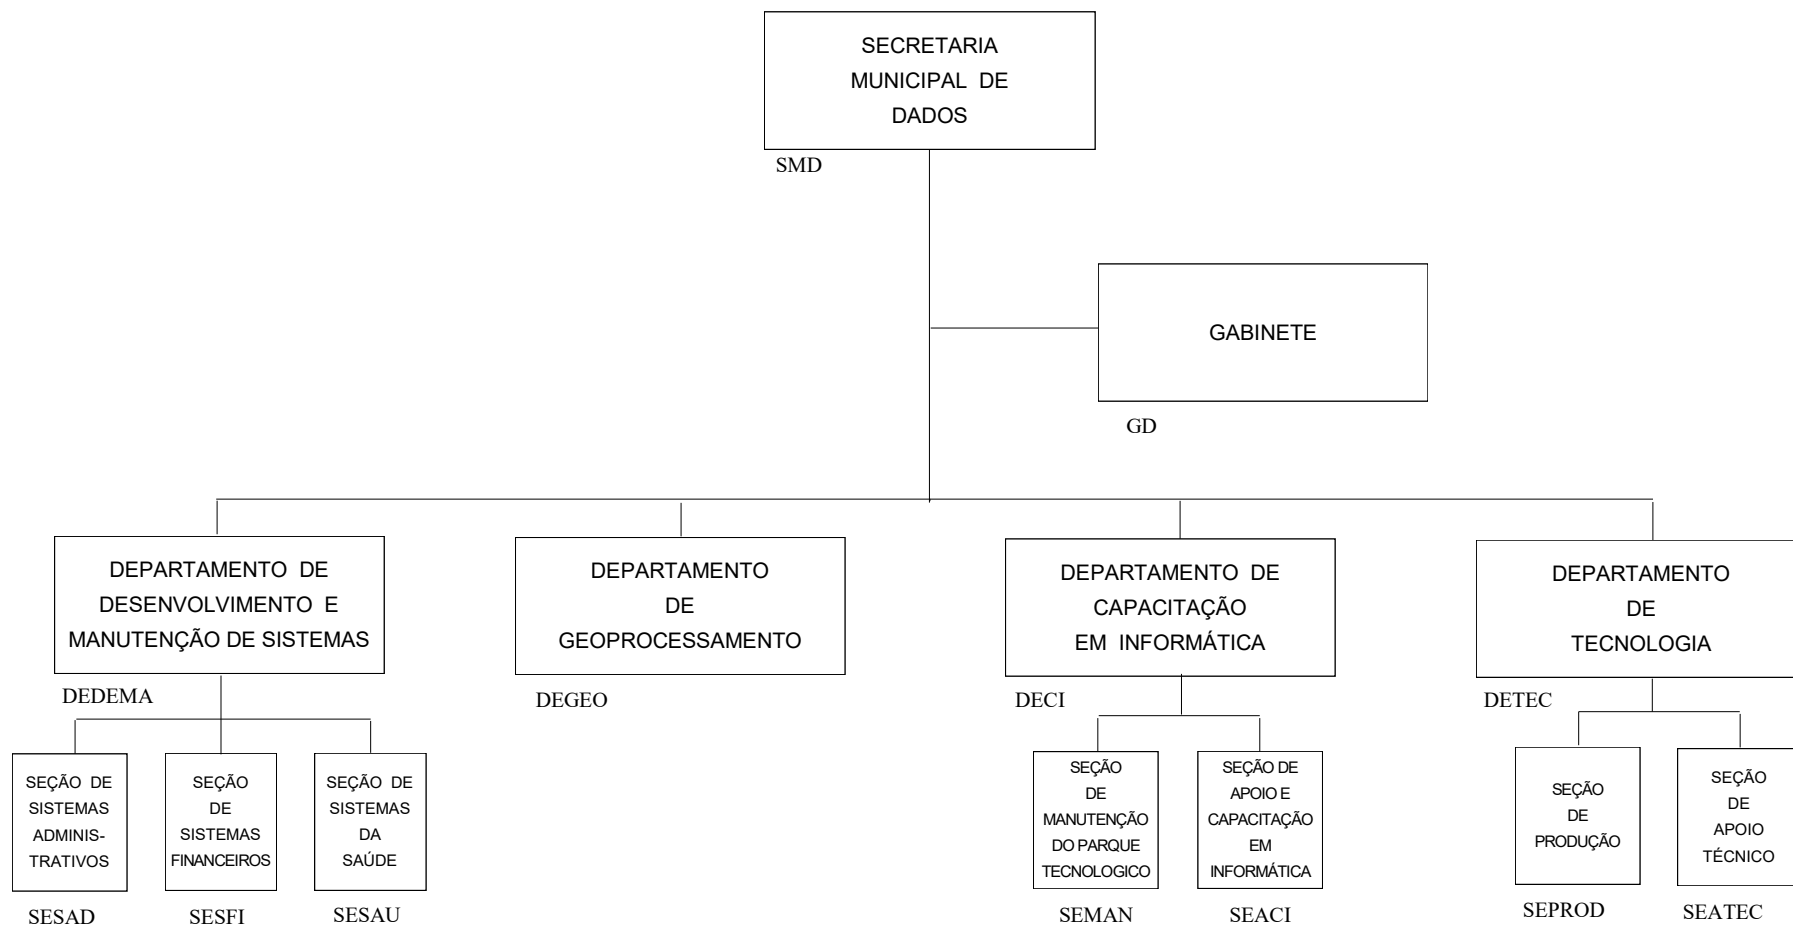 SECRETARIA
MUNICIPAL DE
DADOS
SMD
GABINETE
GD
DEPARTAMENTO DE
DESENVOLVIMENTO E
MANUTENÇÃO DE SISTEMAS
DEDEMA
DEPARTAMENTO
DE
GEOPROCESSAMENTO
DEGEO
DEPARTAMENTO DE
CAPACITAÇÃO
EM INFORMÁTICA
DECI
DEPARTAMENTO
DE
TECNOLOGIA
DETEC
SEÇÃO DE
SISTEMAS
ADMINIS-
TRATIVOS
SESAD
SEÇÃO
DE
SISTEMAS
FINANCEIROS
SESFI
SEÇÃO DE
SISTEMAS
DA
SAÚDE
SESAU
SEÇÃO
DE
MANUTENÇÃO
DO PARQUE
TECNOLOGICO
SEMAN
SEÇÃO DE
APOIO E
CAPACITAÇÃO
EM
INFORMÁTICA
SEACI
SEÇÃO
DE
PRODUÇÃO
SEPROD
SEÇÃO
DE
APOIO
TÉCNICO
SEATEC